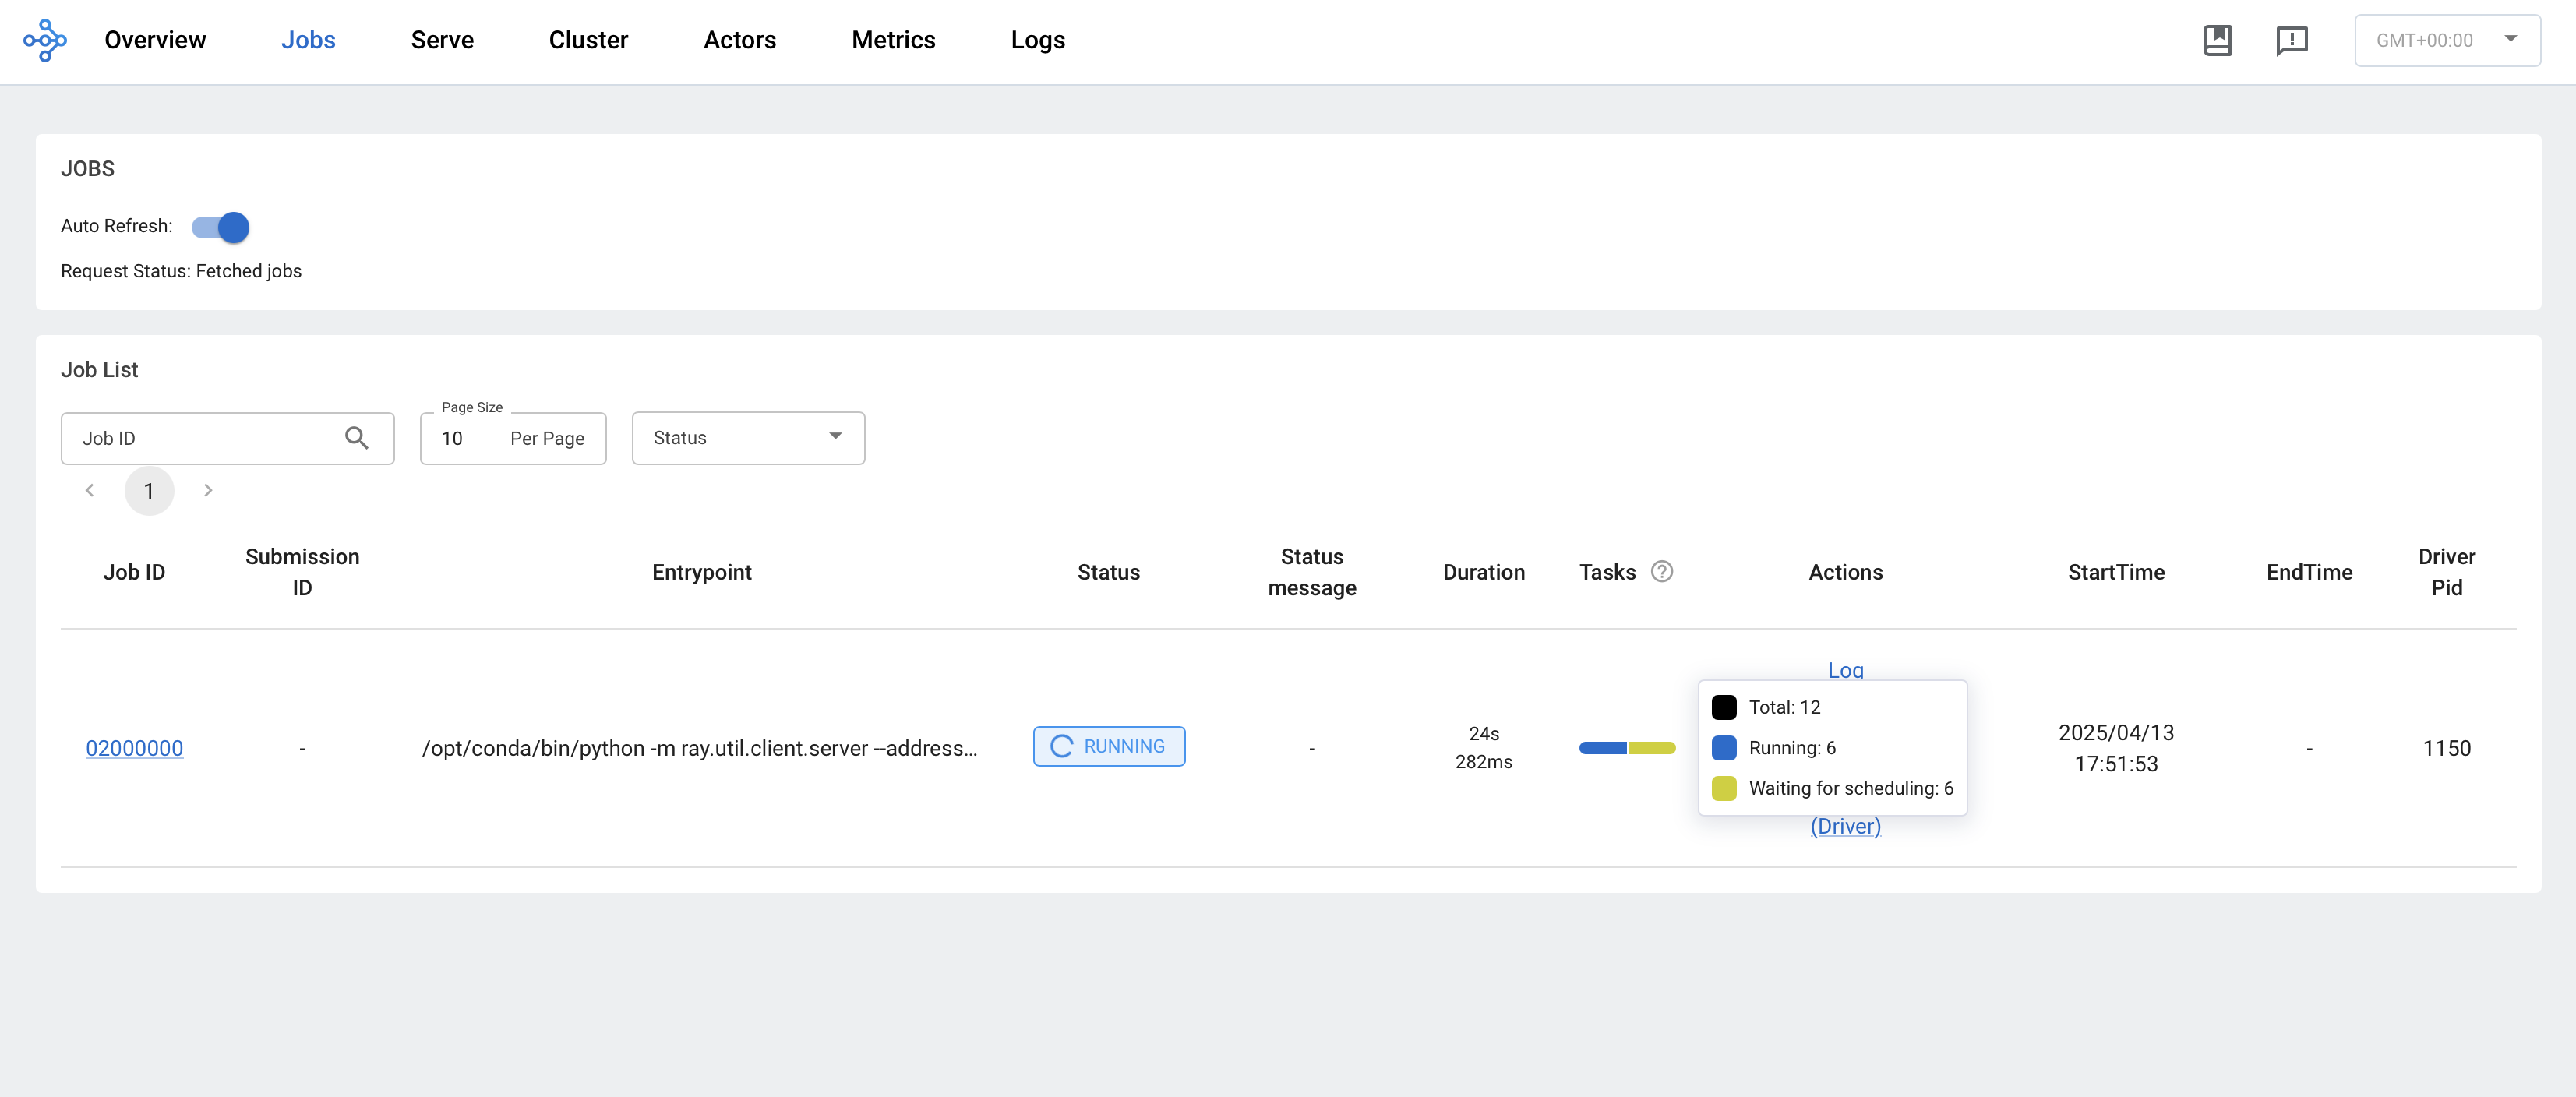 Overview Jobs Serve Cluster Actors Metrics Logs GMT+00:00
JOBS
Auto Refresh:
Request Status: Fetched jobs
Job List
Page Size
Job ID 10 Per Page Status
1
Job ID Submission ID Entrypoint Status Status message Duration Tasks Actions StartTime EndTime Driver Pid
Log
02000000 - /opt/conda/bin/python -m ray.util.client.server --address... RUNNING - 24s 282ms 2025/04/13 17:51:53 - 1150
Total: 12
Running: 6
Waiting for scheduling: 6
(Driver)